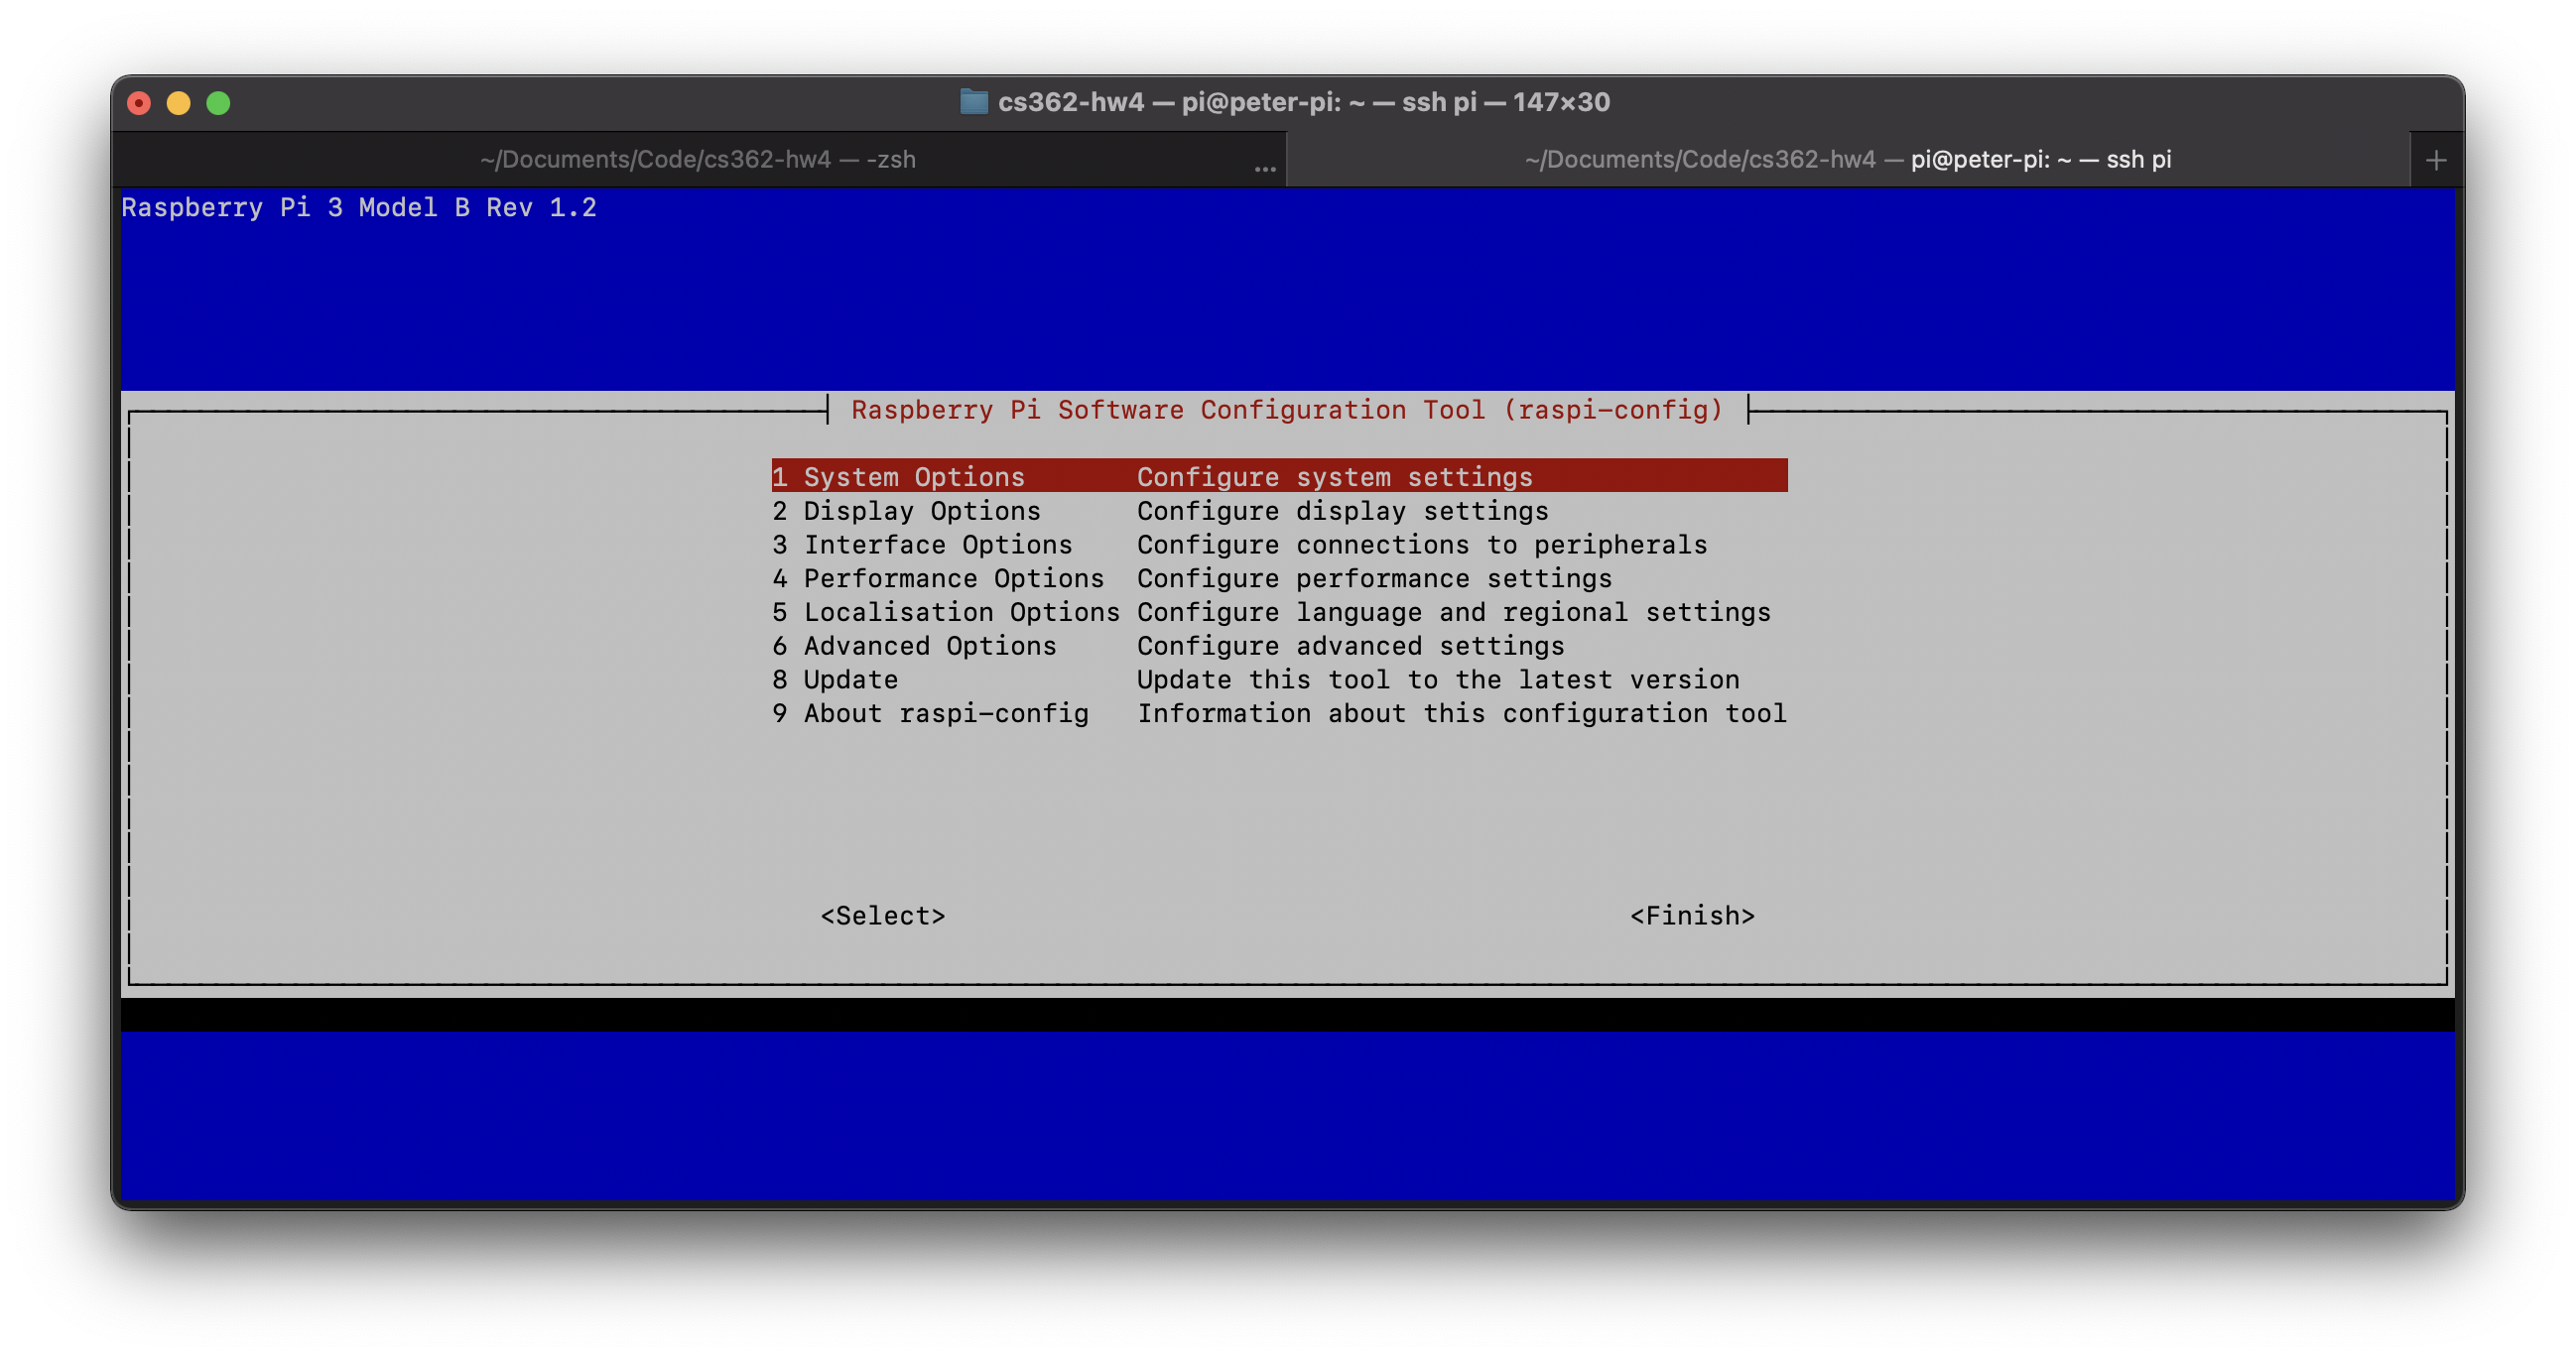 cs362-hw4 — pi@peter-pi: ~ — ssh pi — 147×30
~/Documents/Code/cs362-hw4 — -zsh ... ~/Documents/Code/cs362-hw4 — pi@peter-pi: ~ — ssh pi +
Raspberry Pi 3 Model B Rev 1.2
Raspberry Pi Software Configuration Tool (raspi-config)
1 System Options Configure system settings
2 Display Options Configure display settings
3 Interface Options Configure connections to peripherals
4 Performance Options Configure performance settings
5 Localisation Options Configure language and regional settings
6 Advanced Options Configure advanced settings
8 Update Update this tool to the latest version
9 About raspi-config Information about this configuration tool
<Select> <Finish>